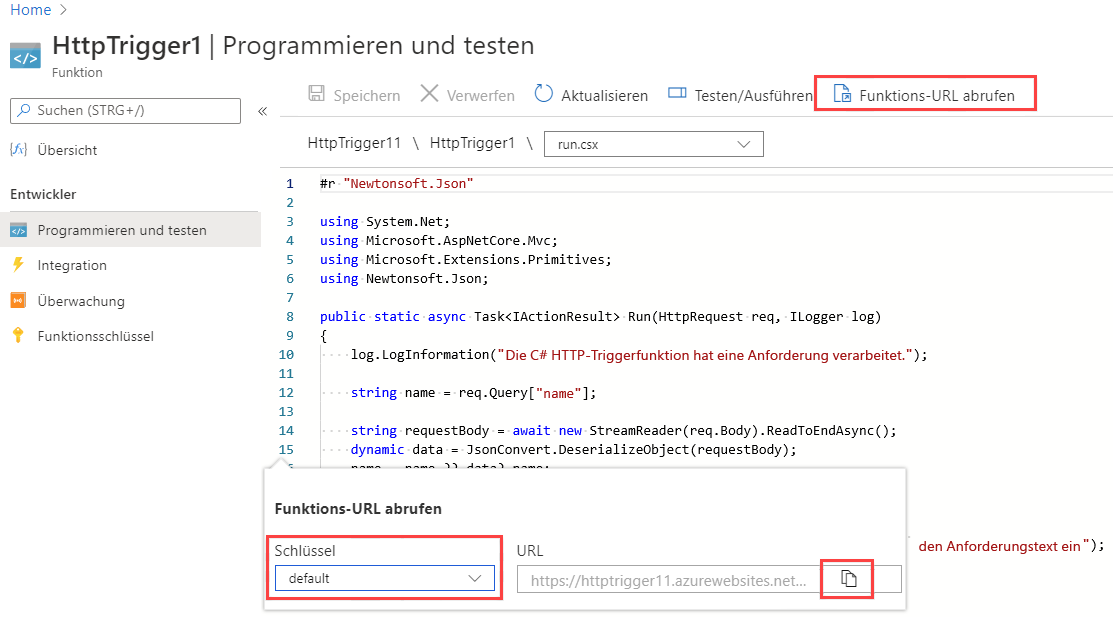 Home >
HttpTrigger1 | Programmieren und testen
Funktion
Suchen (STRG+/)
«
Übersicht
Entwickler
Programmieren und testen
Integration
Überwachung
Funktionsschlüssel
Speichern Verwerfen Aktualisieren Testen/Ausführen Funktions-URL abrufen
HttpTrigger11 \ HttpTrigger1 \ run.csx
1 #r "Newtonsoft.Json"
2
3 using System.Net;
4 using Microsoft.AspNetCore.Mvc;
5 using Microsoft.Extensions.Primitives;
6 using Newtonsoft.Json;
7
8 public static async Task<IActionResult> Run(HttpRequest req, ILogger log)
9 {
10 log.LogInformation("Die C# HTTP-Triggerfunktion hat eine Anforderung verarbeitet.");
11
12 string name = req.Query["name"];
13
14 string requestBody = await new StreamReader(req.Body).ReadToEndAsync();
15 dynamic data = JsonConvert.DeserializeObject(requestBody);
den Anforderungstext ein");
Funktions-URL abrufen
Schlüssel
default
URL
https://httptrigger11.azurewebsites.net...